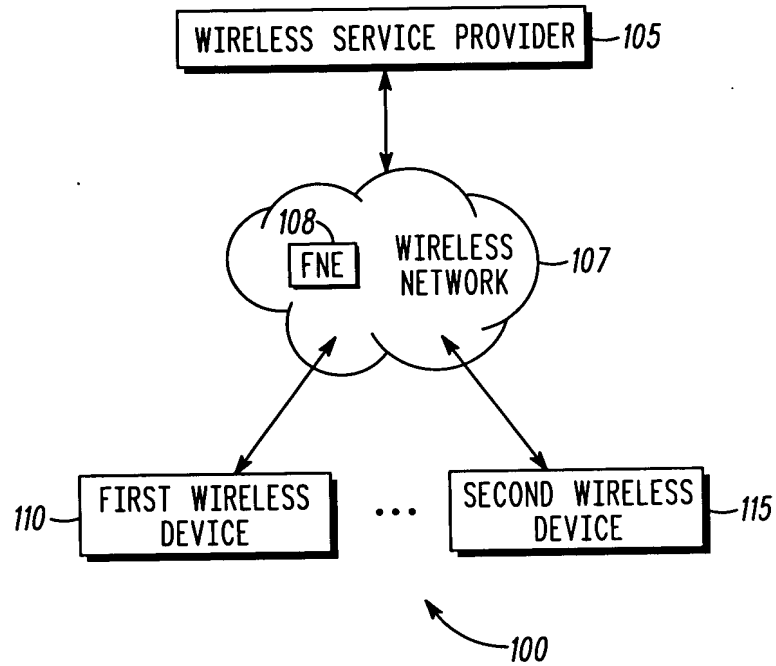 WIRELESS SERVICE PROVIDER 105
108
FNE
WIRELESS
NETWORK
107
110
FIRST WIRELESS
DEVICE
...
SECOND WIRELESS
DEVICE
115
100